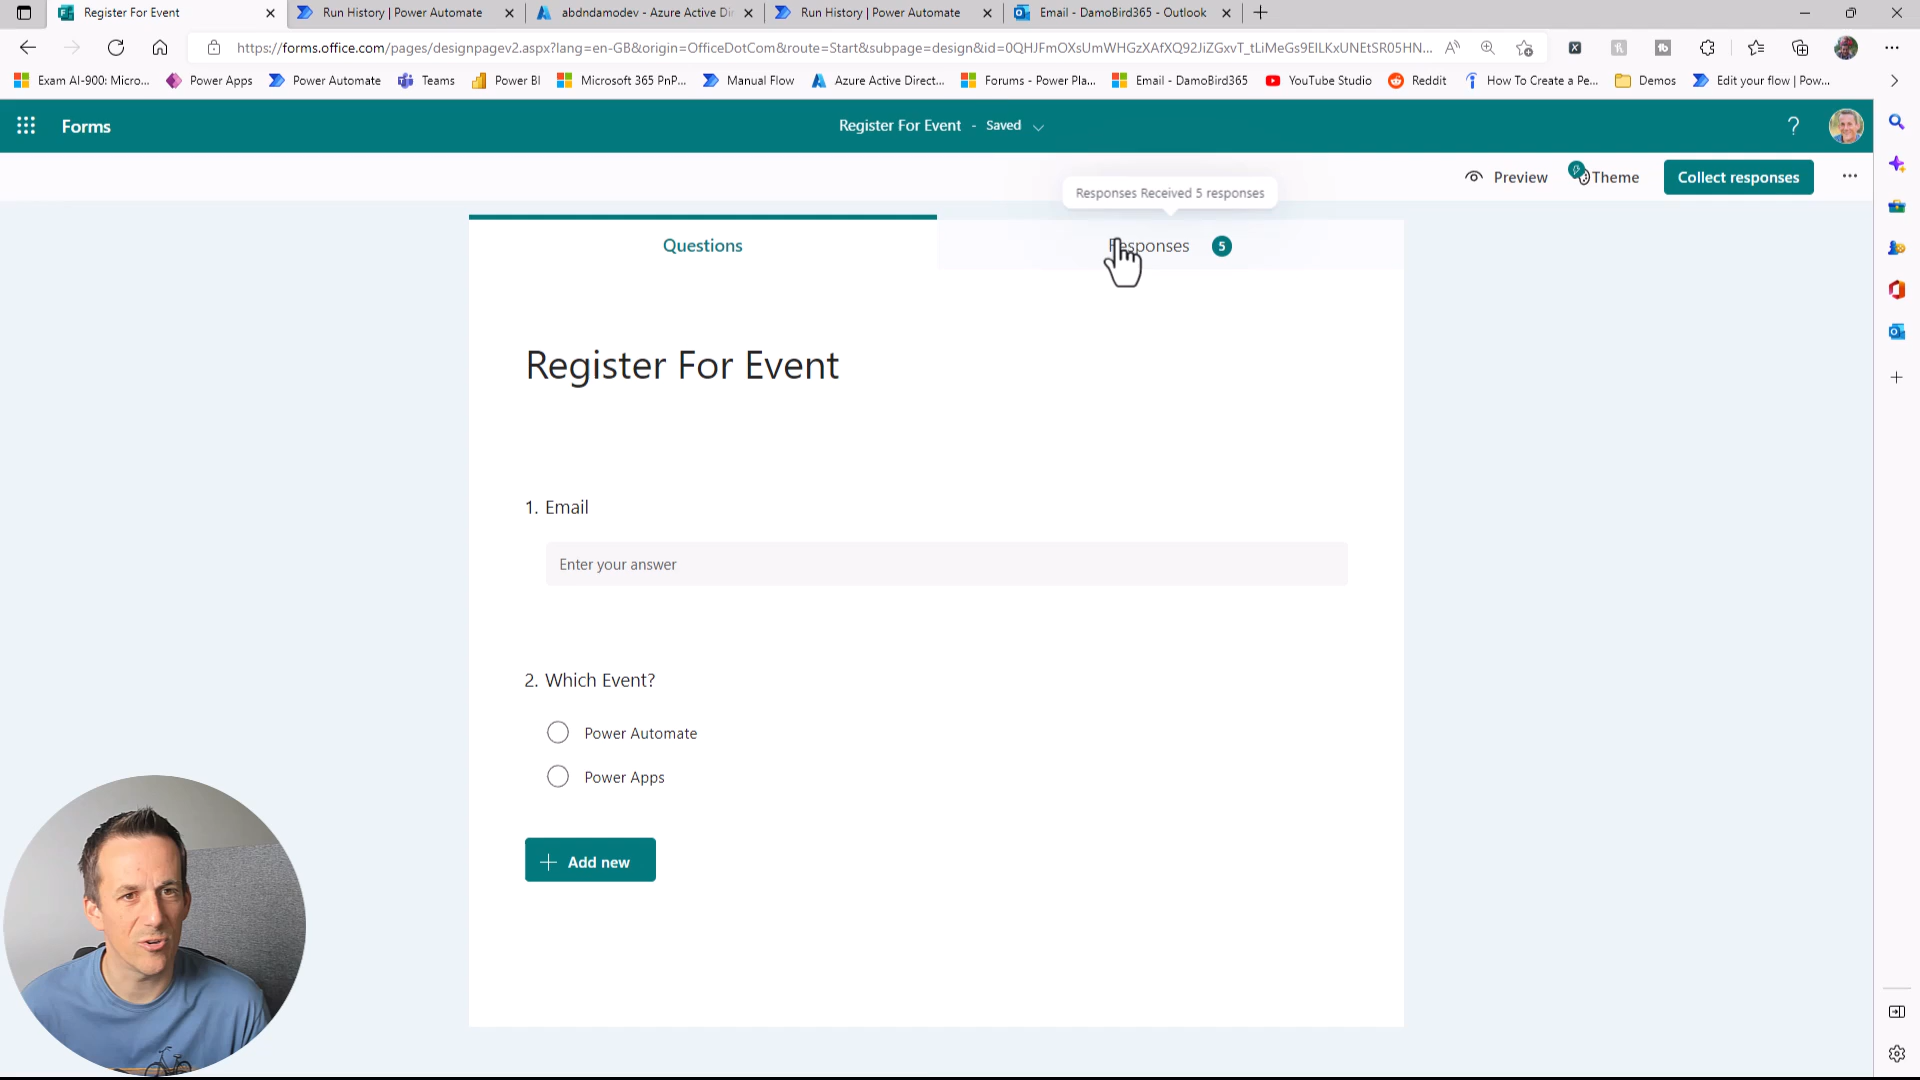 Register For Event
Run History | Power Automate
abdndamodev - Azure Active Dir
Run History | Power Automate
Email - DamoBird365 - Outlook
https://forms.office.com/pages/designpagev2.aspx?lang=en-GB&origin=OfficeDotCom&route=Start&subpage=design&id=0QHJFmOXsUmWHGzXAfXQ92JiZGxvT_tLiMeGs9EILKxUNEtSR05HN...
Exam AI-900: Micro...
Power Apps
Power Automate
Teams
Power BI
Microsoft 365 PnP...
Manual Flow
Azure Active Direct...
Forums - Power Pla...
Email - DamoBird365
YouTube Studio
Reddit
How To Create a Pe...
Demos
Edit your flow | Pow...
Forms
Register For Event - Saved
?
Preview
Theme
Collect responses
Responses Received 5 responses
Questions
Responses 5
Register For Event
1. Email
Enter your answer
2. Which Event?
Power Automate
Power Apps
Add new